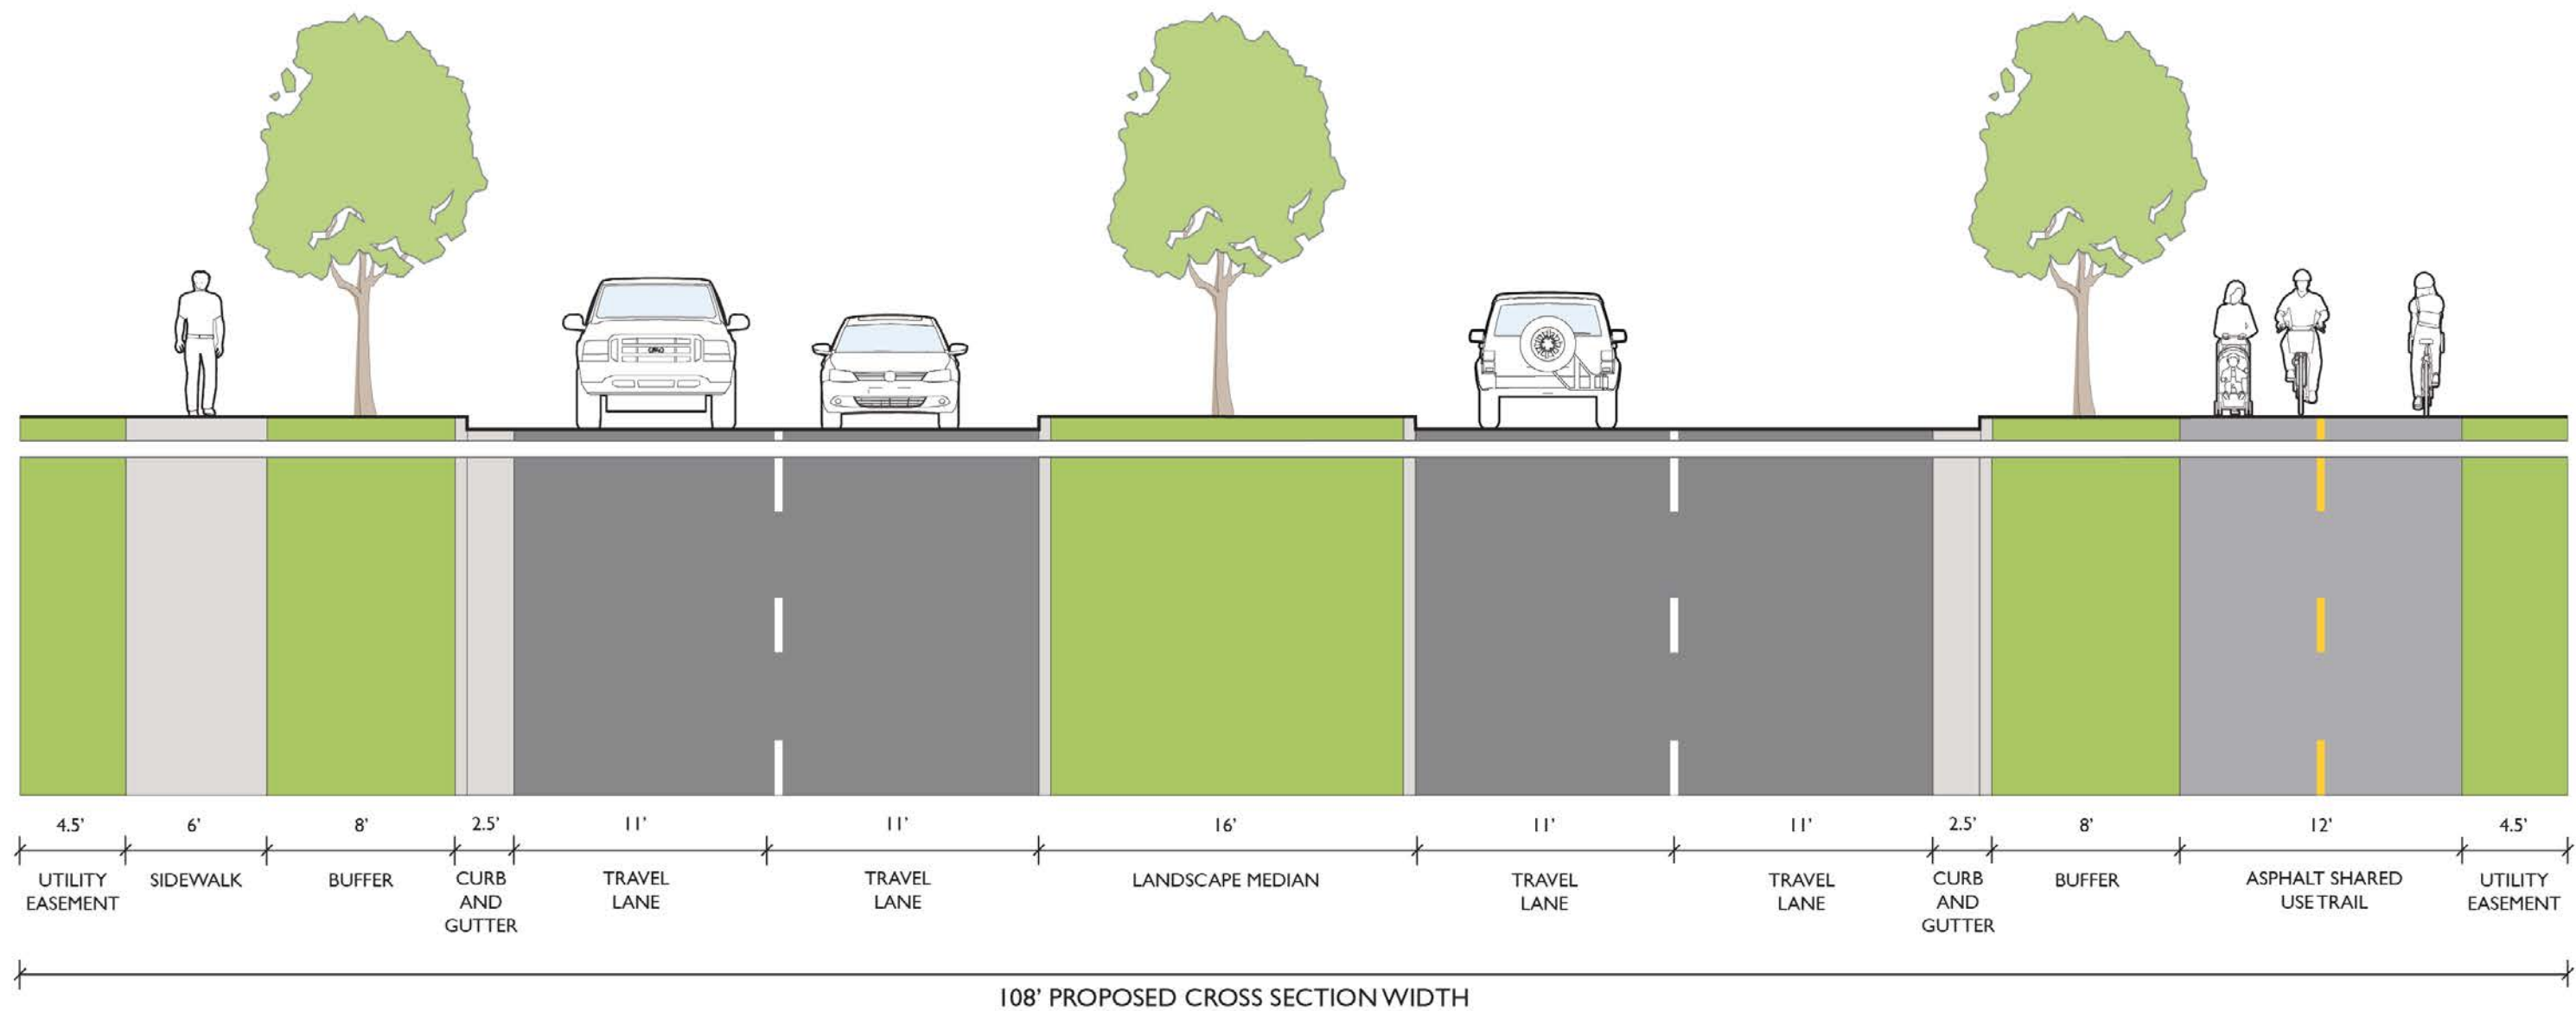 4.5'
6'
8'
2.5'
11'
11'
16'
11'
11'
2.5'
8'
12'
4.5'
UTILITY
EASEMENT
SIDEWALK
BUFFER
CURB
AND
GUTTER
TRAVEL
LANE
TRAVEL
LANE
LANDSCAPE MEDIAN
TRAVEL
LANE
TRAVEL
LANE
CURB
AND
GUTTER
BUFFER
ASPHALT SHARED
USE TRAIL
UTILITY
EASEMENT
108' PROPOSED CROSS SECTION WIDTH